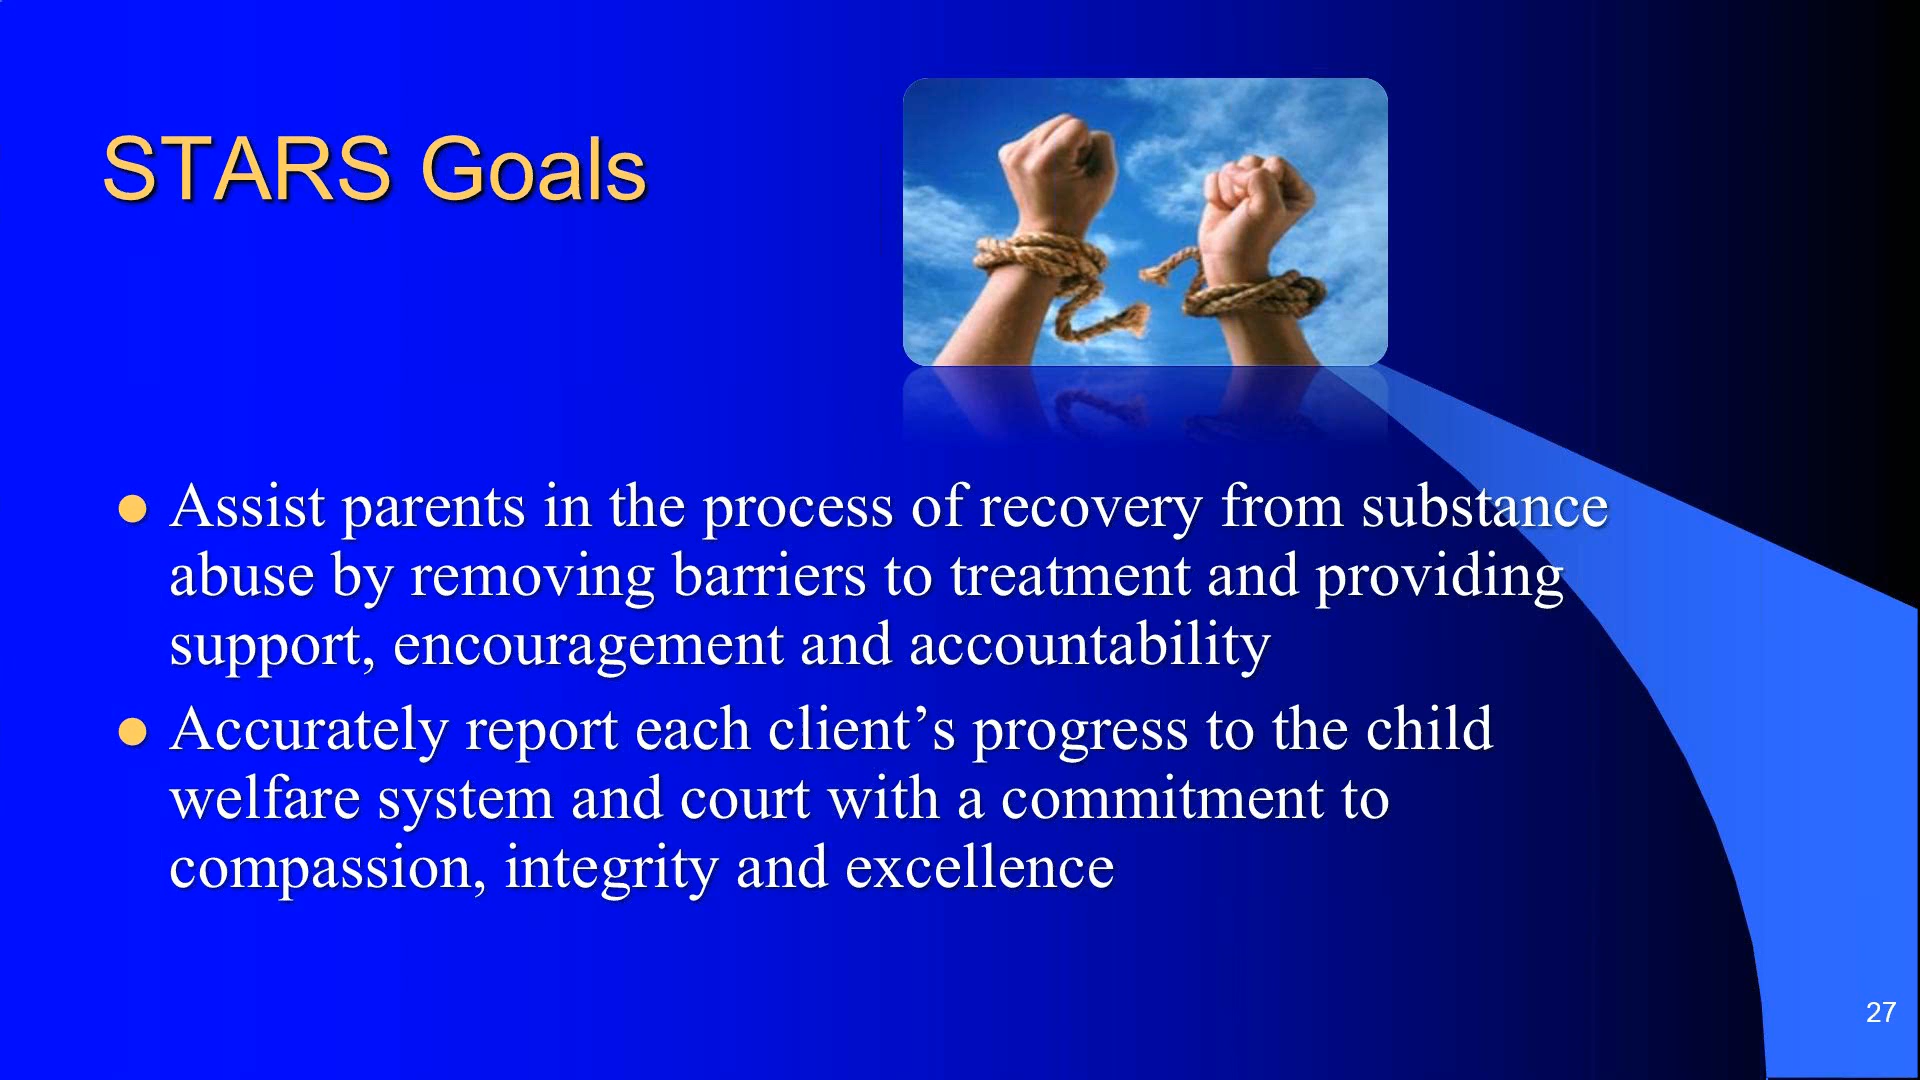 STARS Goals
Assist parents in the process of recovery from substance
abuse by removing barriers to treatment and providing
support, encouragement and accountability
Accurately report each client’s progress to the child
welfare system and court with a commitment to
compassion, integrity and excellence
27